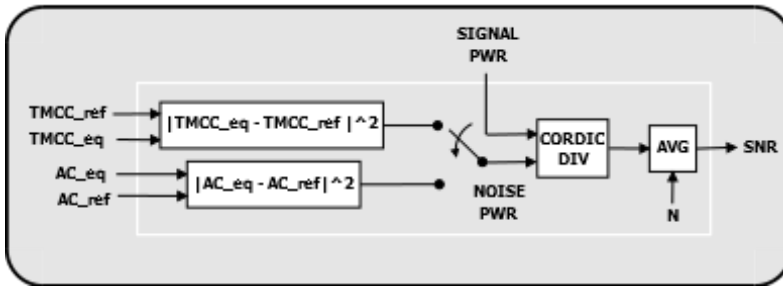 SIGNAL
PWR
TMCC_ref
TMCC_eq
|TMCC_eq - TMCC_ref |^2
AC_eq
AC_ref
|AC_eq - AC_ref|^2
NOISE
PWR
CORDIC
DIV
AVG
SNR
N